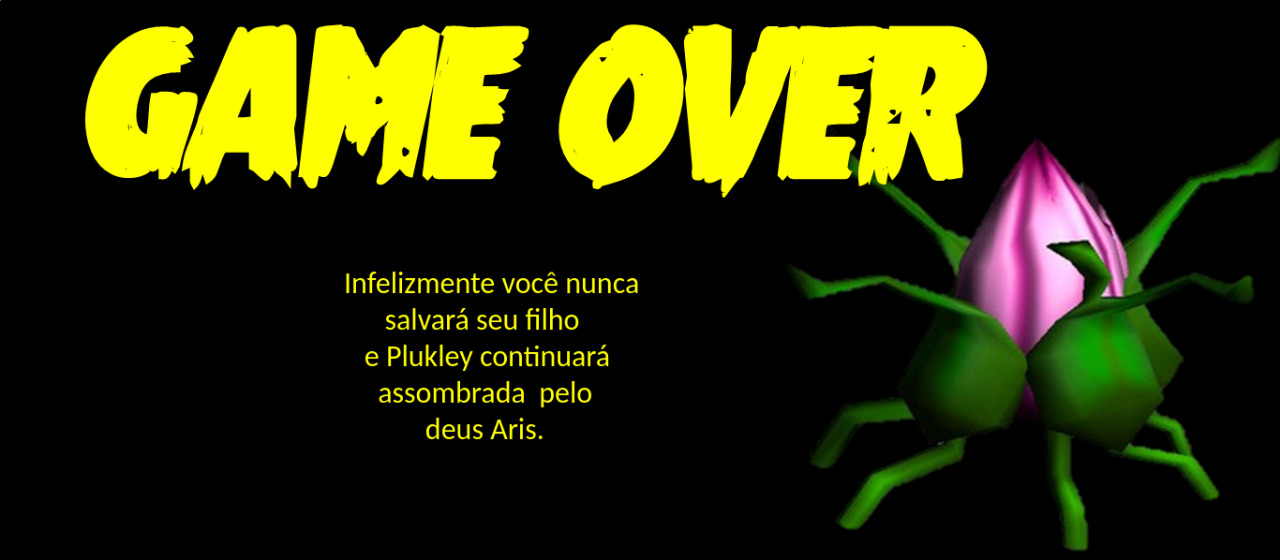 GAME OVER
Infelizmente você nunca
salvará seu filho
e Plukley continuará
assombrada pelo
deus Aris.